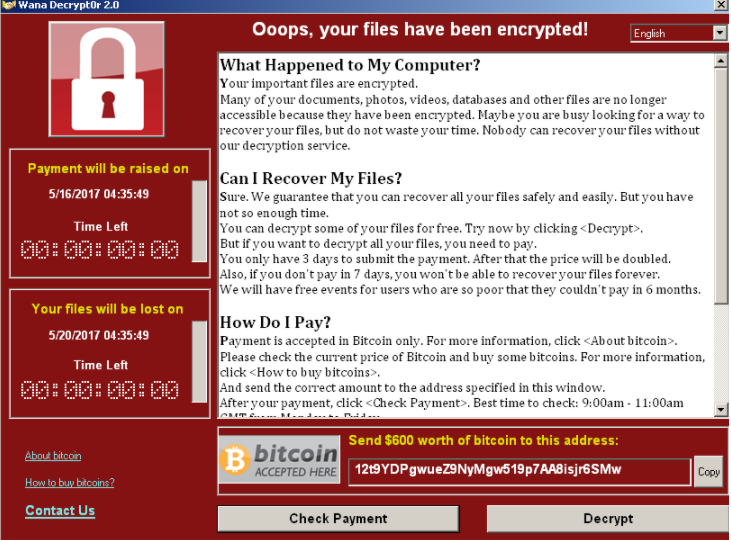 Wana Decrypt0r 2.0
Ooops, your files have been encrypted!
English
What Happened to My Computer?
Your important files are encrypted.
Many of your documents, photos, videos, databases and other files are no longer
accessible because they have been encrypted. Maybe you are busy looking for a way to
recover your files, but do not waste your time. Nobody can recover your files without
our decryption service.
Can I Recover My Files?
Sure. We guarantee that you can recover all your files safely and easily. But you have
not so enough time.
You can decrypt some of your files for free. Try now by clicking <Decrypt>.
But if you want to decrypt all your files, you need to pay.
You only have 3 days to submit the payment. After that the price will be doubled.
Also, if you don't pay in 7 days, you won't be able to recover your files forever.
We will have free events for users who are so poor that they couldn't pay in 6 months.
How Do I Pay?
Payment is accepted in Bitcoin only. For more information, click <About bitcoin>.
Please check the current price of Bitcoin and buy some bitcoins. For more information,
click <How to buy bitcoins>.
And send the correct amount to the address specified in this window.
After your payment, click <Check Payment>. Best time to check: 9:00am - 11:00am
GMT from Monday to Friday.
Payment will be raised on
5/16/2017 04:35:49
Time Left
00:00:00:00
Your files will be lost on
5/20/2017 04:35:49
Time Left
00:00:00:00
About bitcoin
How to buy bitcoins?
Contact Us
bitcoin
ACCEPTED HERE
Send $600 worth of bitcoin to this address:
12t9YDPgwueZ9NyMgw519p7AA8isjr6SMw
Copy
Check Payment
Decrypt